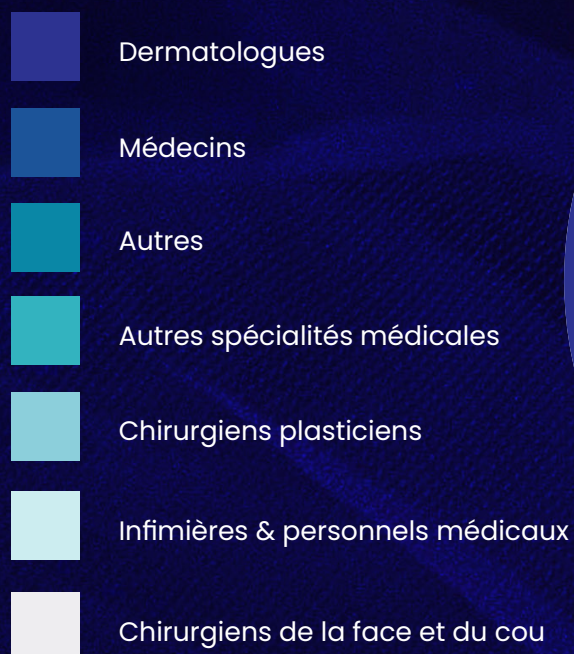 Dermatologues
Médecins
Autres
Autres spécialités médicales
Chirurgiens plasticiens
Infimières & personnels médicaux
Chirurgiens de la face et du cou